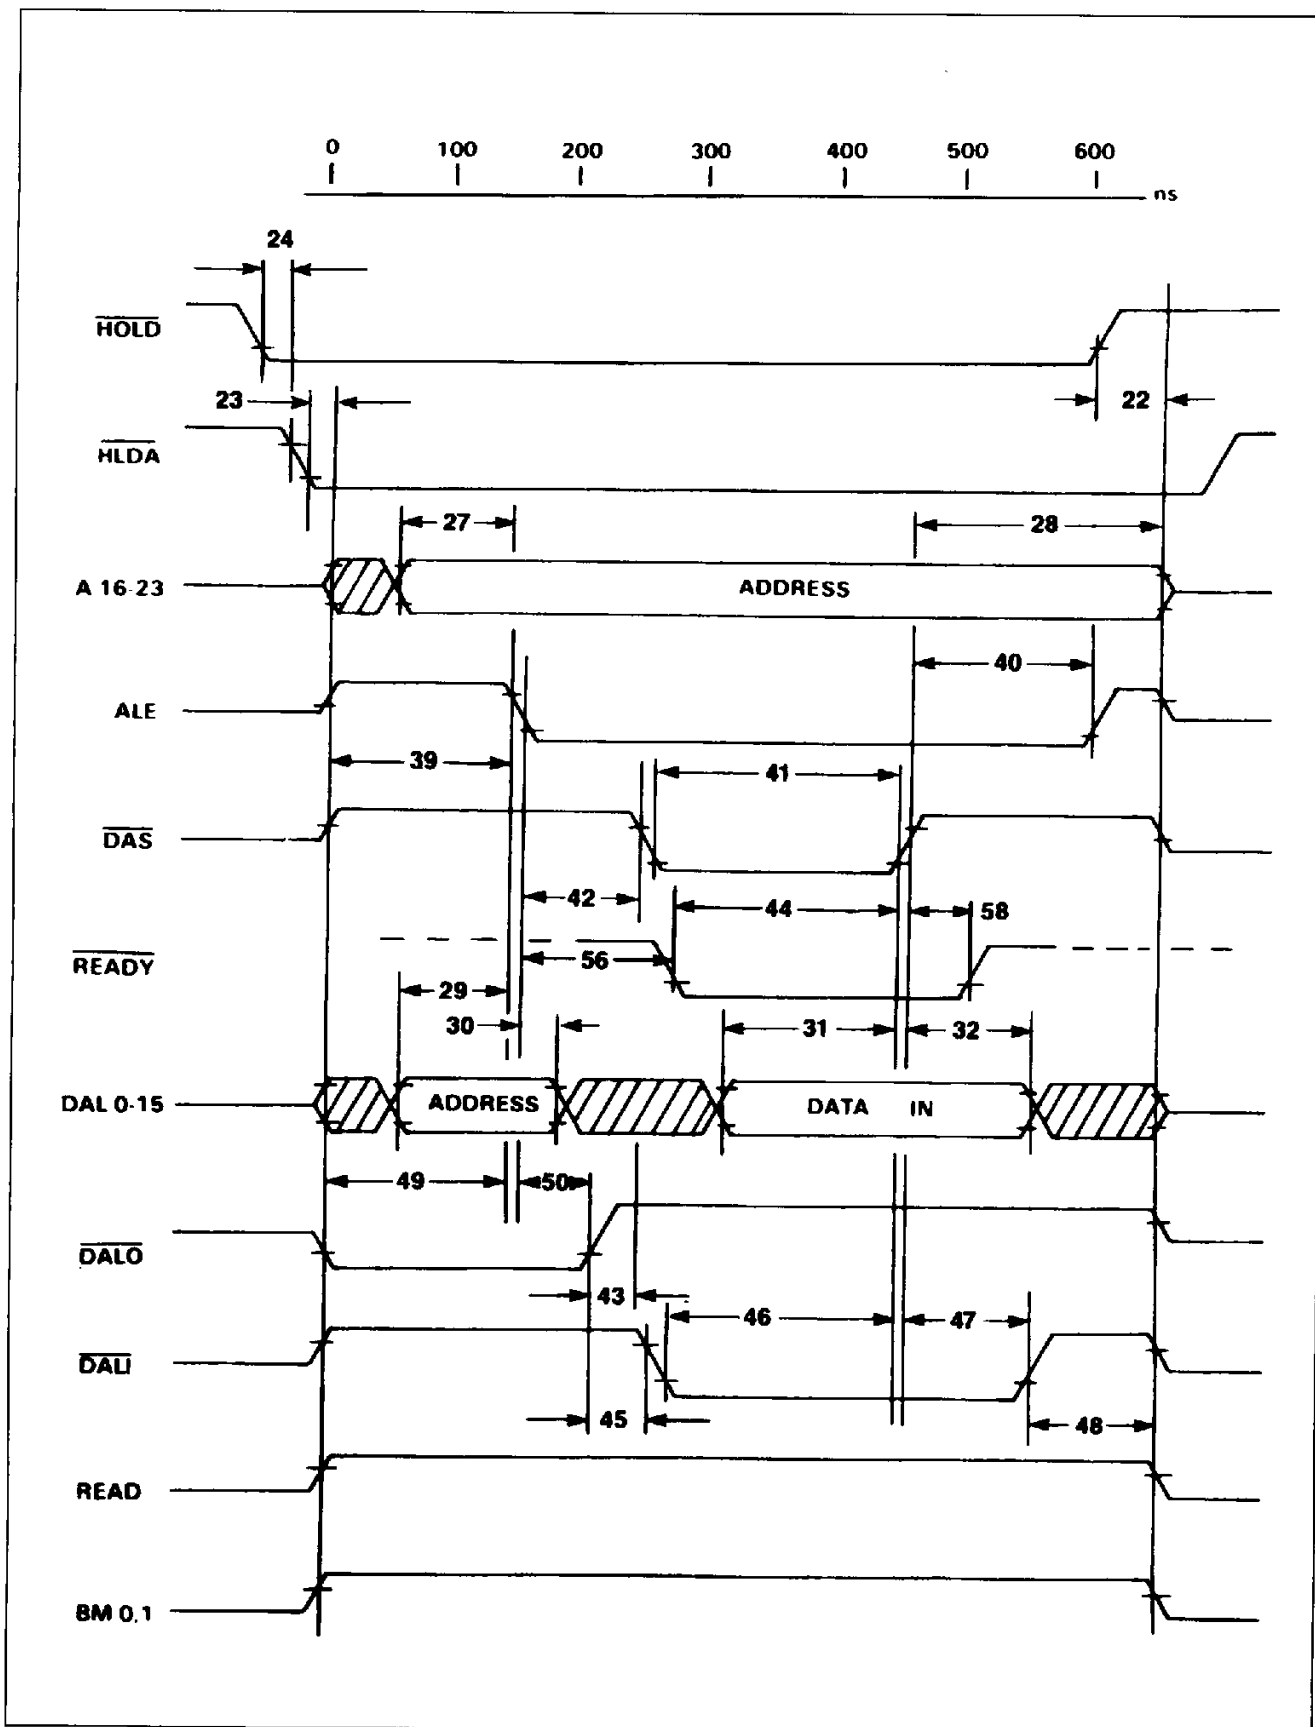 0 100 200 300 400 500 600
ns
24
HOLD
23 22
HLDA
27 28
A 16-23 ADDRESS
40
ALE
39 41
DAS
42 44 58
READY 56
29
30 31 32
DAL 0-15 ADDRESS DATA IN
49 50
DALO
43 46 47
DALI
45 48
READ
BM 0,1